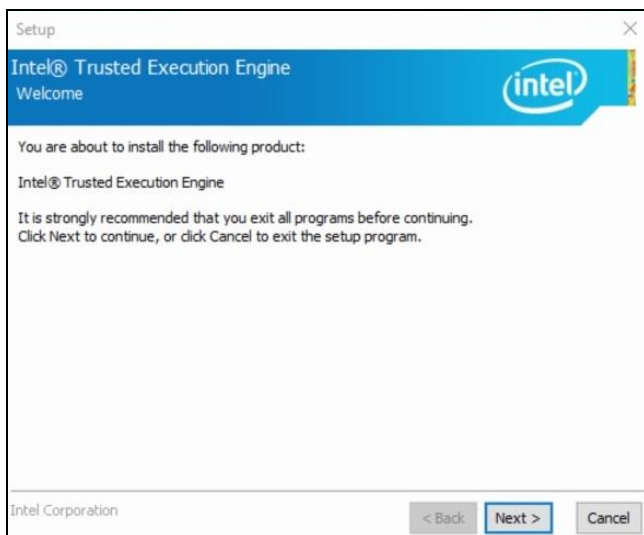 Setup
Intel® Trusted Execution Engine
Welcome
intel
You are about to install the following product:
Intel® Trusted Execution Engine
It is strongly recommended that you exit all programs before continuing.
Click Next to continue, or click Cancel to exit the setup program.
Intel Corporation
< Back Next > Cancel